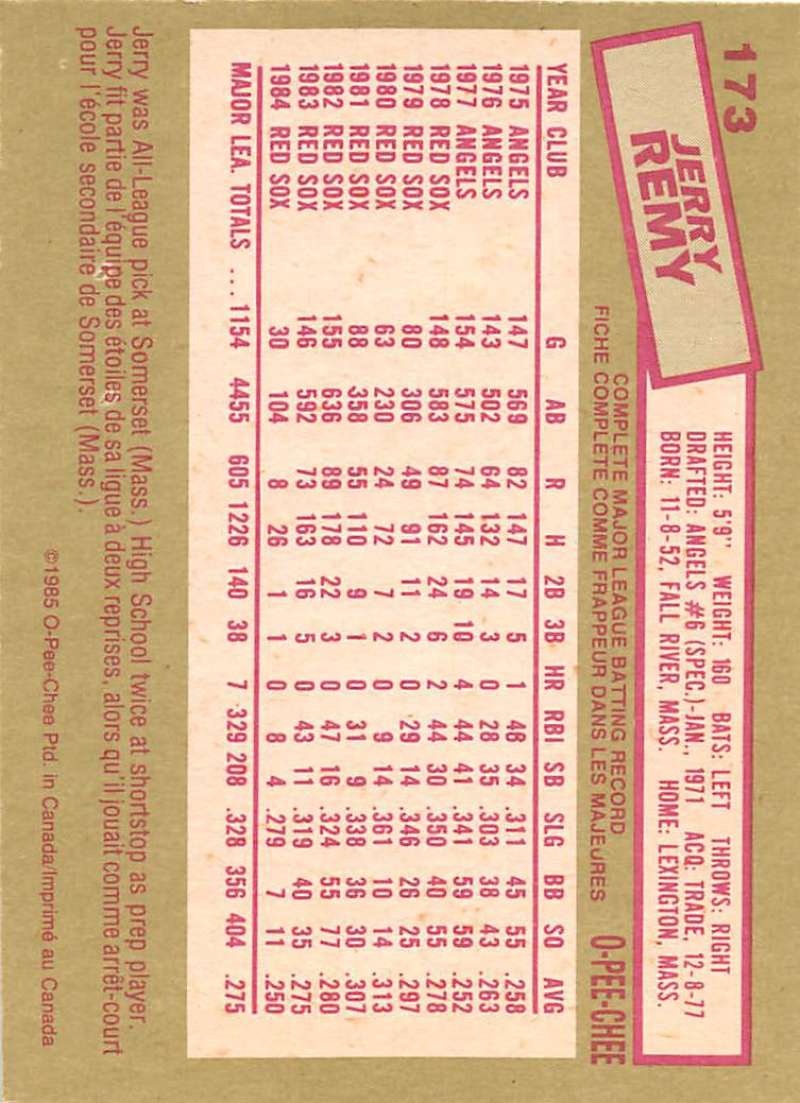 173
JERRY
REMY
HEIGHT: 5'9" WEIGHT: 160 BATS: LEFT THROWS: RIGHT
DRAFTED: ANGELS #6 (SPEC.)-JAN., 1971 ACQ: TRADE, 12-8-77
BORN: 11-8-52, FALL RIVER, MASS. HOME: LEXINGTON, MASS.
COMPLETE MAJOR LEAGUE BATTING RECORD
FICHE COMPLETE COMME FRAPPEUR DANS LES MAJEURES
O-PEE-CHEE
YEAR CLUB G AB R H 2B 3B HR RBI SB SLG BB SO AVG
1975 ANGELS 147 569 82 147 17 5 1 46 34 .311 45 55 .258
1976 ANGELS 143 502 64 132 14 3 0 28 35 .303 38 43 .263
1977 ANGELS 154 575 74 145 19 10 4 44 41 .341 59 59 .252
1978 RED SOX 148 583 87 162 24 6 2 44 30 .350 40 55 .278
1979 RED SOX 80 306 49 91 11 2 0 29 14 .346 26 25 .297
1980 RED SOX 63 230 24 72 7 2 0 9 14 .361 10 14 .313
1981 RED SOX 88 358 55 110 9 1 0 31 9 .338 36 30 .307
1982 RED SOX 155 636 89 178 22 3 0 47 16 .324 55 77 .280
1983 RED SOX 146 592 73 163 16 5 0 43 11 .319 40 35 .275
1984 RED SOX 30 104 8 26 1 1 0 8 4 .279 7 11 .250
MAJOR LEA. TOTALS ... 1154 4455 605 1226 140 38 7 329 208 .328 356 404 .275
Jerry was All-League pick at Somerset (Mass.) High School twice at shortstop as prep player.
Jerry fit partie de l'équipe des étoiles de sa ligue à deux reprises, alors qu'il jouait comme arrêt-court
pour l'école secondaire de Somerset (Mass.).
©1985 O-Pee-Chee Ptd. in Canada/Imprimé au Canada